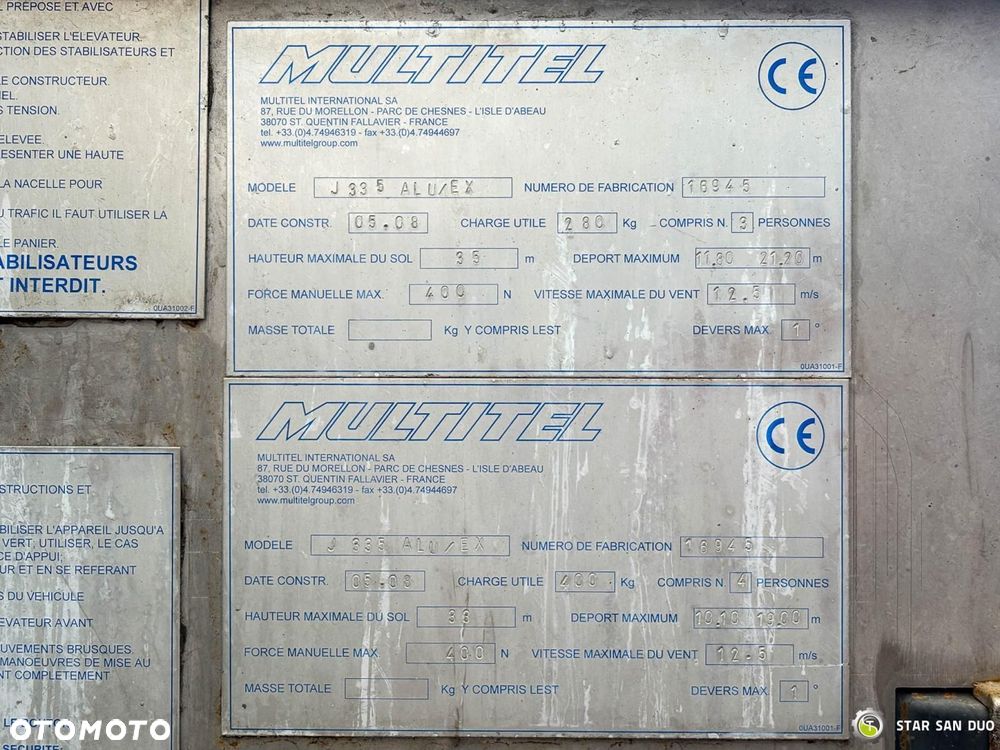 PREPOSE ET AVEC
STABILISER L'ELEVATEUR.
CTION DES STABILISATEURS ET
LE CONSTRUCTEUR.
TENSION.
ELEVEE.
UNE HAUTE
LA NACELLE POUR
TRAFIC IL FAUT UTILISER LA
LE PANIER.
ABILISATEURS
INTERDIT.
0UA31002-F
MULTITEL
CE
MULTITEL INTERNATIONAL SA
87, RUE DU MORELLON - PARC DE CHESNES - L'ISLE D'ABEAU
38070 ST. QUENTIN FALLAVIER - FRANCE
tel. +33.(0)4.74946319 - fax +33.(0)4.74944697
www.multitelgroup.com
MODELE J 335 ALU/EX NUMERO DE FABRICATION 16945
DATE CONSTR. 05.08 CHARGE UTILE 280 Kg COMPRIS N. 3 PERSONNES
HAUTEUR MAXIMALE DU SOL 35 m DEPORT MAXIMUM 11.80 21.20 m
FORCE MANUELLE MAX. 400 N VITESSE MAXIMALE DU VENT 12.5 m/s
MASSE TOTALE Kg Y COMPRIS LEST DEVERS MAX. 1 °
0UA31001-F
MULTITEL
CE
MULTITEL INTERNATIONAL SA
87, RUE DU MORELLON - PARC DE CHESNES - L'ISLE D'ABEAU
38070 ST. QUENTIN FALLAVIER - FRANCE
tel. +33.(0)4.74946319 - fax +33.(0)4.74944697
www.multitelgroup.com
MODELE J 335 ALU/EX NUMERO DE FABRICATION 16945
DATE CONSTR. 05.08 CHARGE UTILE 400 Kg COMPRIS N. 4 PERSONNES
HAUTEUR MAXIMALE DU SOL 33 m DEPORT MAXIMUM 10.10 19.00 m
FORCE MANUELLE MAX. 400 N VITESSE MAXIMALE DU VENT 12.5 m/s
MASSE TOTALE Kg Y COMPRIS LEST DEVERS MAX. 1 °
0UA31001-F
STRUCTIONS ET
BILISER L'APPAREIL JUSQU'A
VERT, UTILISER, LE CAS
CE D'APPUI;
UR ET EN SE REFERANT
S DU VEHICULE
EVATEUR AVANT
UVEMENTS BRUSQUES.
MANOEUVRES DE MISE AU
NT COMPLETEMENT
SECURITE:
OTOMOTO
STAR SAN DUO